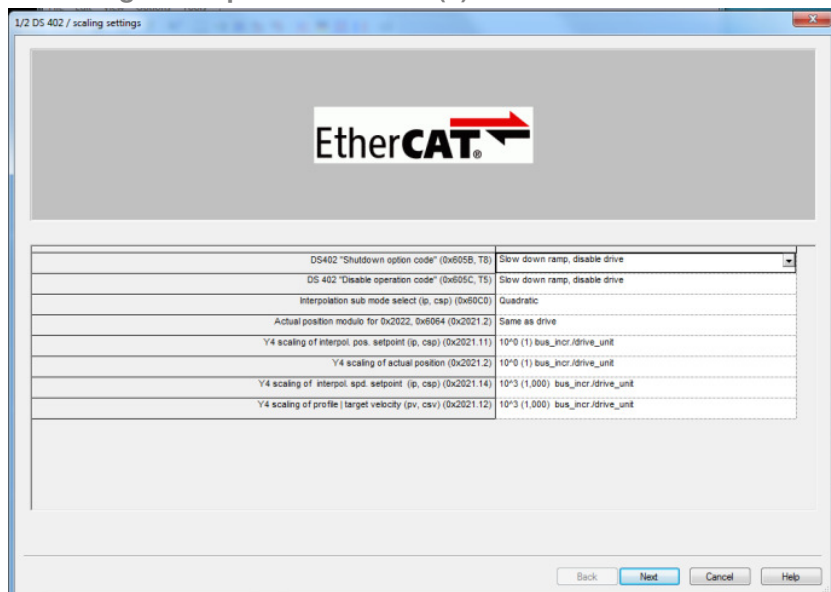 1/2 DS 402 / scaling settings
EtherCAT®
DS402 "Shutdown option code" (0x605B, T8) Slow down ramp, disable drive
DS 402 "Disable operation code" (0x605C, T5) Slow down ramp, disable drive
Interpolation sub mode select (ip, csp) (0x60C0) Quadratic
Actual position modulo for 0x2022, 0x6064 (0x2021.2) Same as drive
Y4 scaling of interpol. pos. setpoint (ip, csp) (0x2021.11) 10^0 (1) bus_incr./drive_unit
Y4 scaling of actual position (0x2021.2) 10^0 (1) bus_incr./drive_unit
Y4 scaling of interpol. spd. setpoint (ip, csp) (0x2021.14) 10^3 (1,000) bus_incr./drive_unit
Y4 scaling of profile | target velocity (pv, csv) (0x2021.12) 10^3 (1,000) bus_incr./drive_unit
Back Next Cancel Help